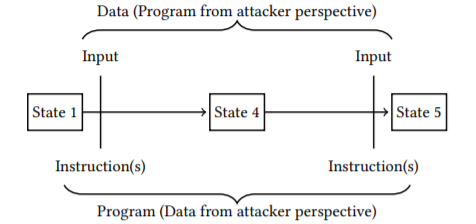 Data (Program from attacker perspective)
Input Input
State 1 State 4 State 5
Instruction(s) Instruction(s)
Program (Data from attacker perspective)